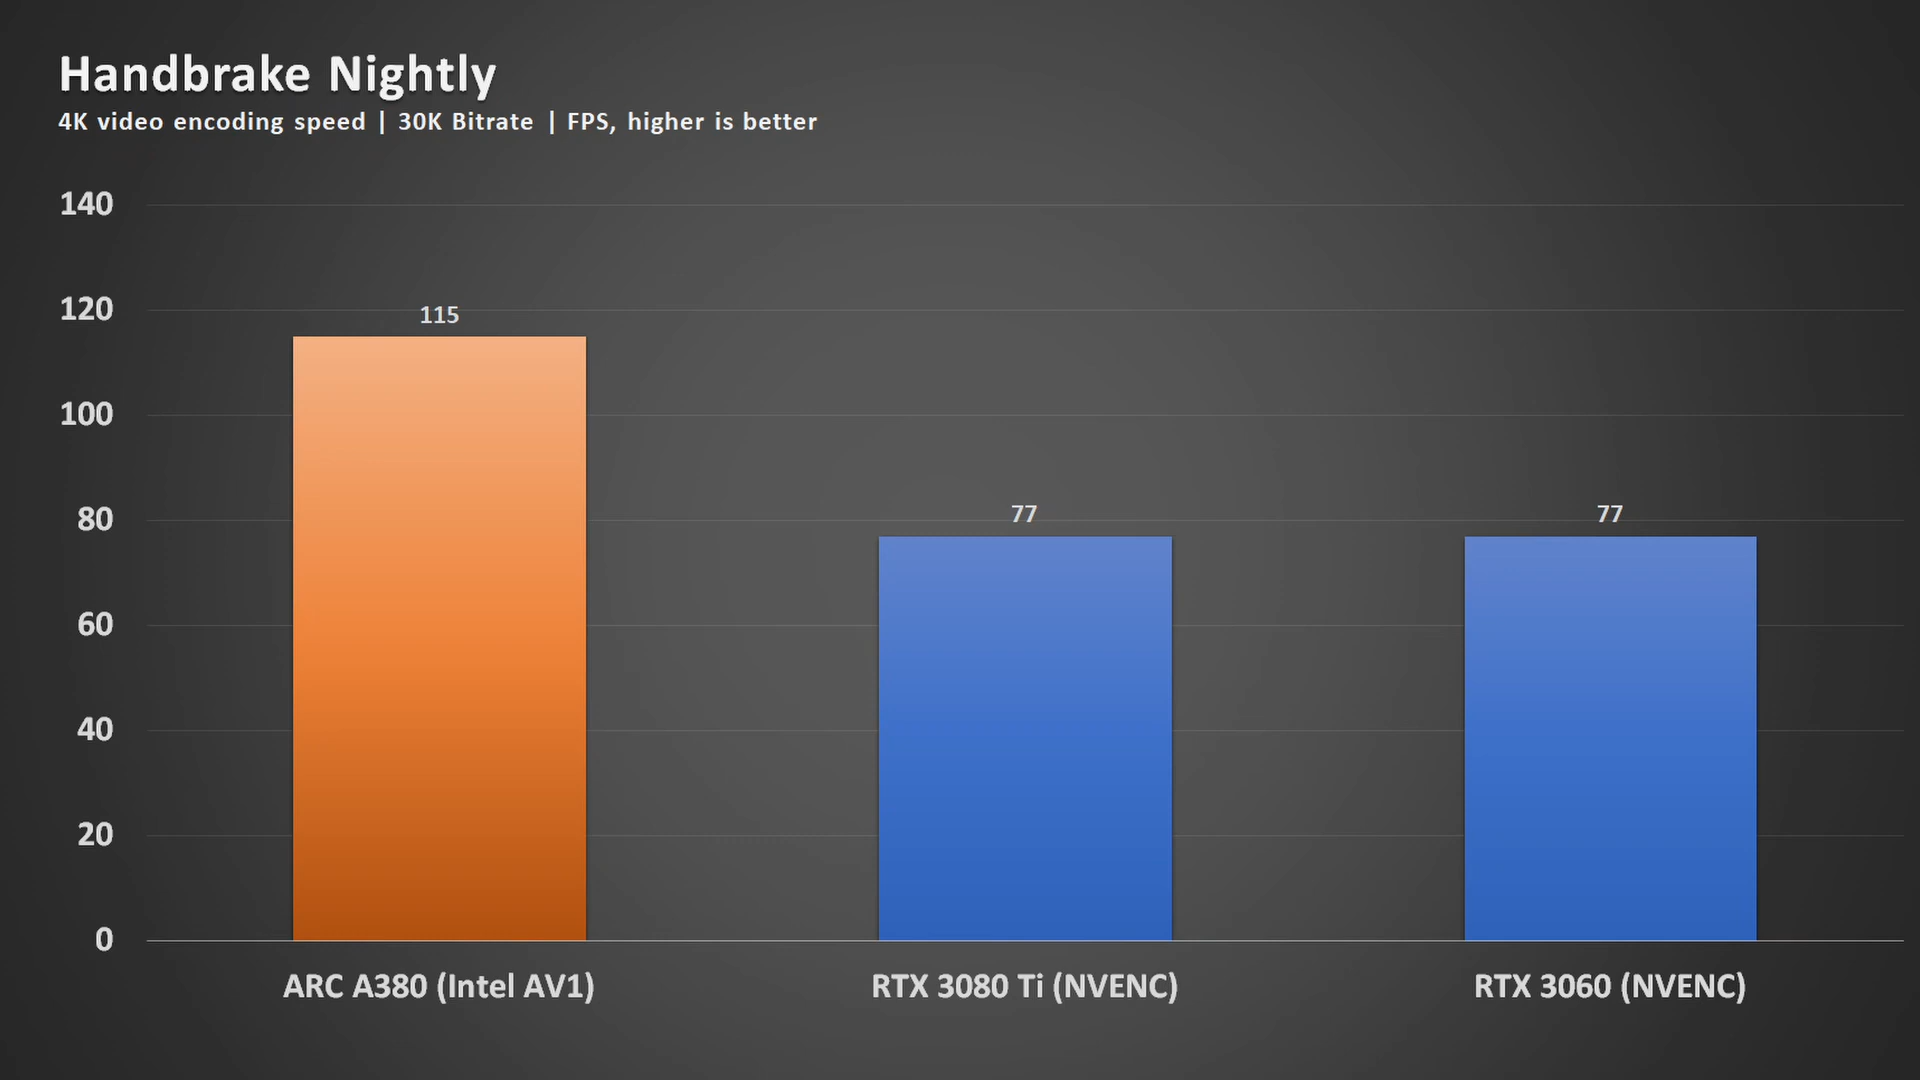 Handbrake Nightly
4K video encoding speed | 30K Bitrate | FPS, higher is better
140
120
100
80
60
40
20
0
115
77
77
ARC A380 (Intel AV1)
RTX 3080 Ti (NVENC)
RTX 3060 (NVENC)